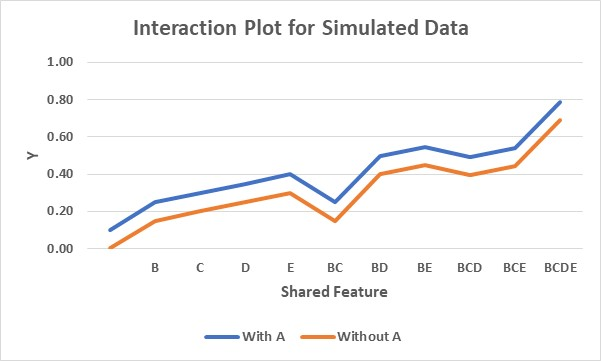 Interaction Plot for Simulated Data
1.00
0.80
0.60
0.40
0.20
0.00
Y
B C D E BC BD BE BCD BCE BCDE
Shared Feature
With A Without A